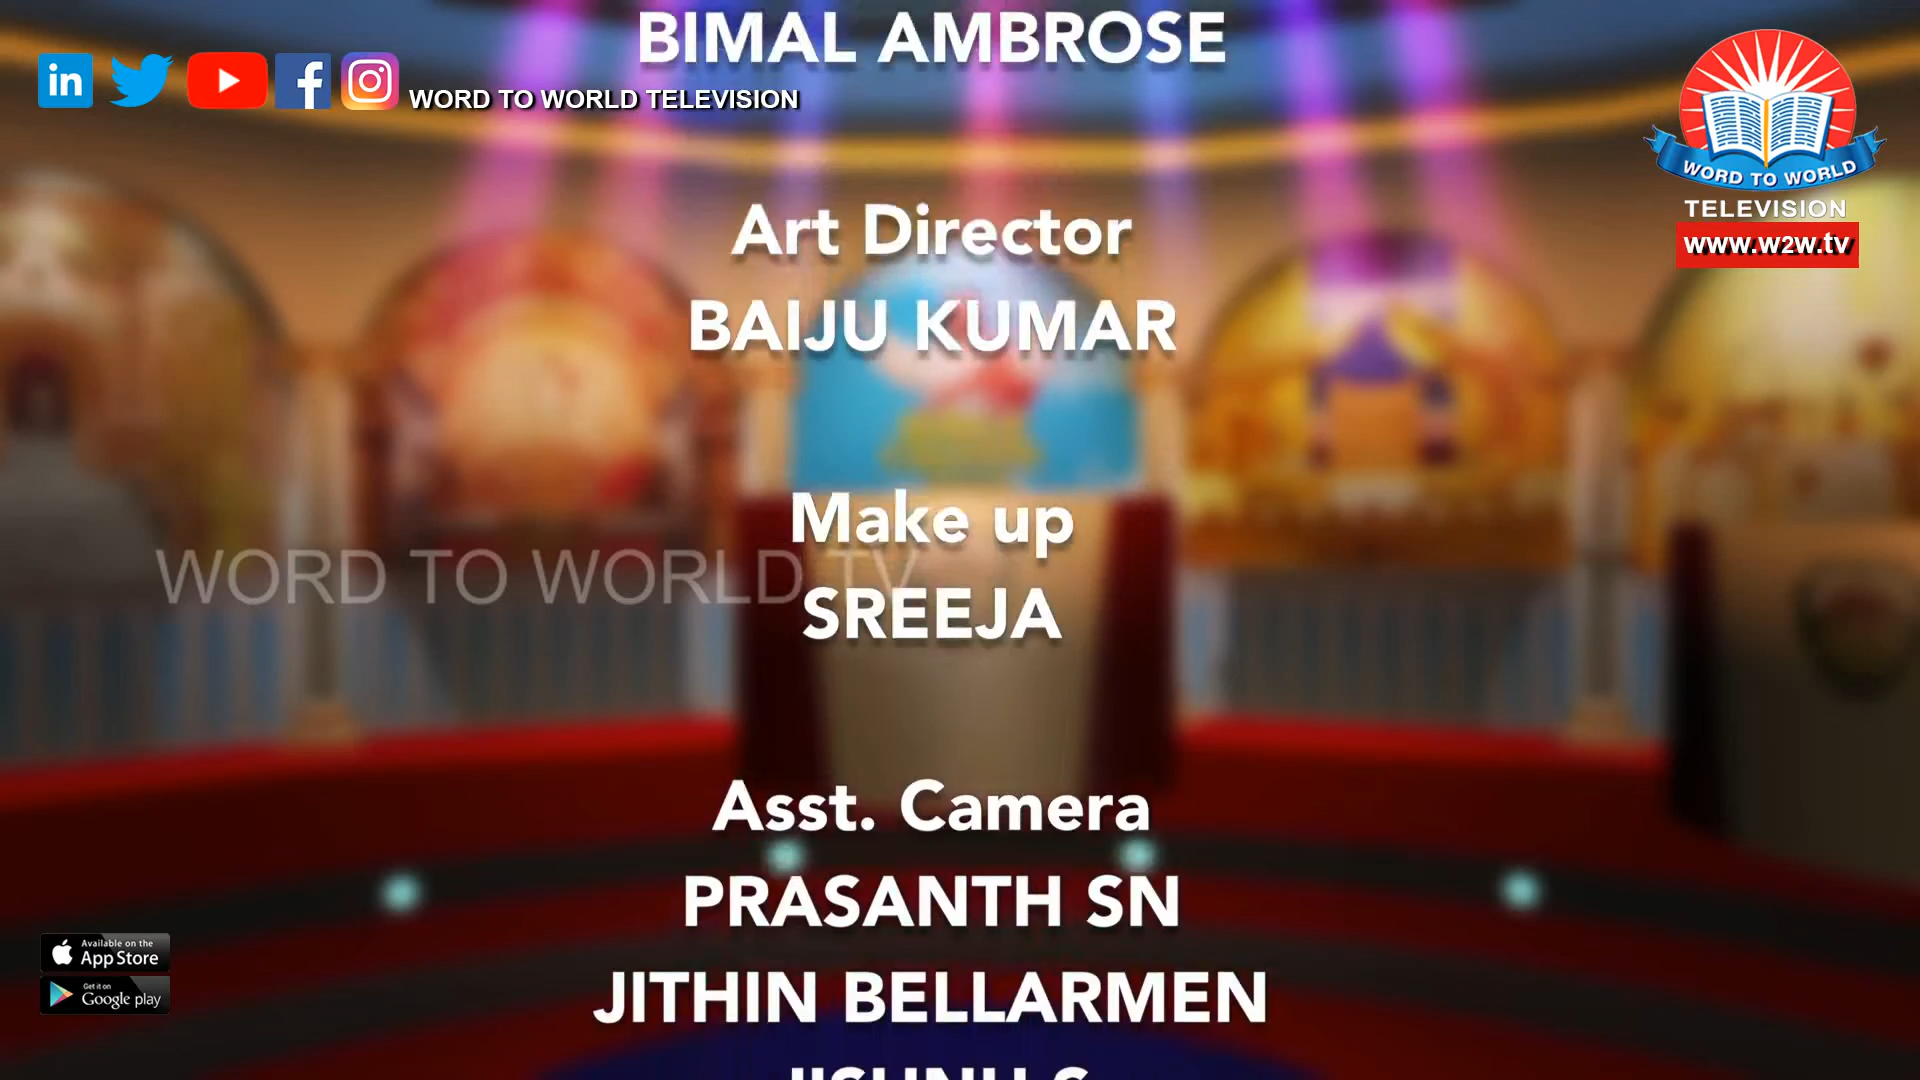 BIMAL AMBROSE
in
WORD TO WORLD TELEVISION
WORD TO WORLD
TELEVISION
www.w2w.tv
Art Director
BAIJU KUMAR
Make up
WORD TO WORLD TV
SREEJA
Asst. Camera
PRASANTH SN
Available on the
App Store
JITHIN BELLARMEN
Get it on
Google play